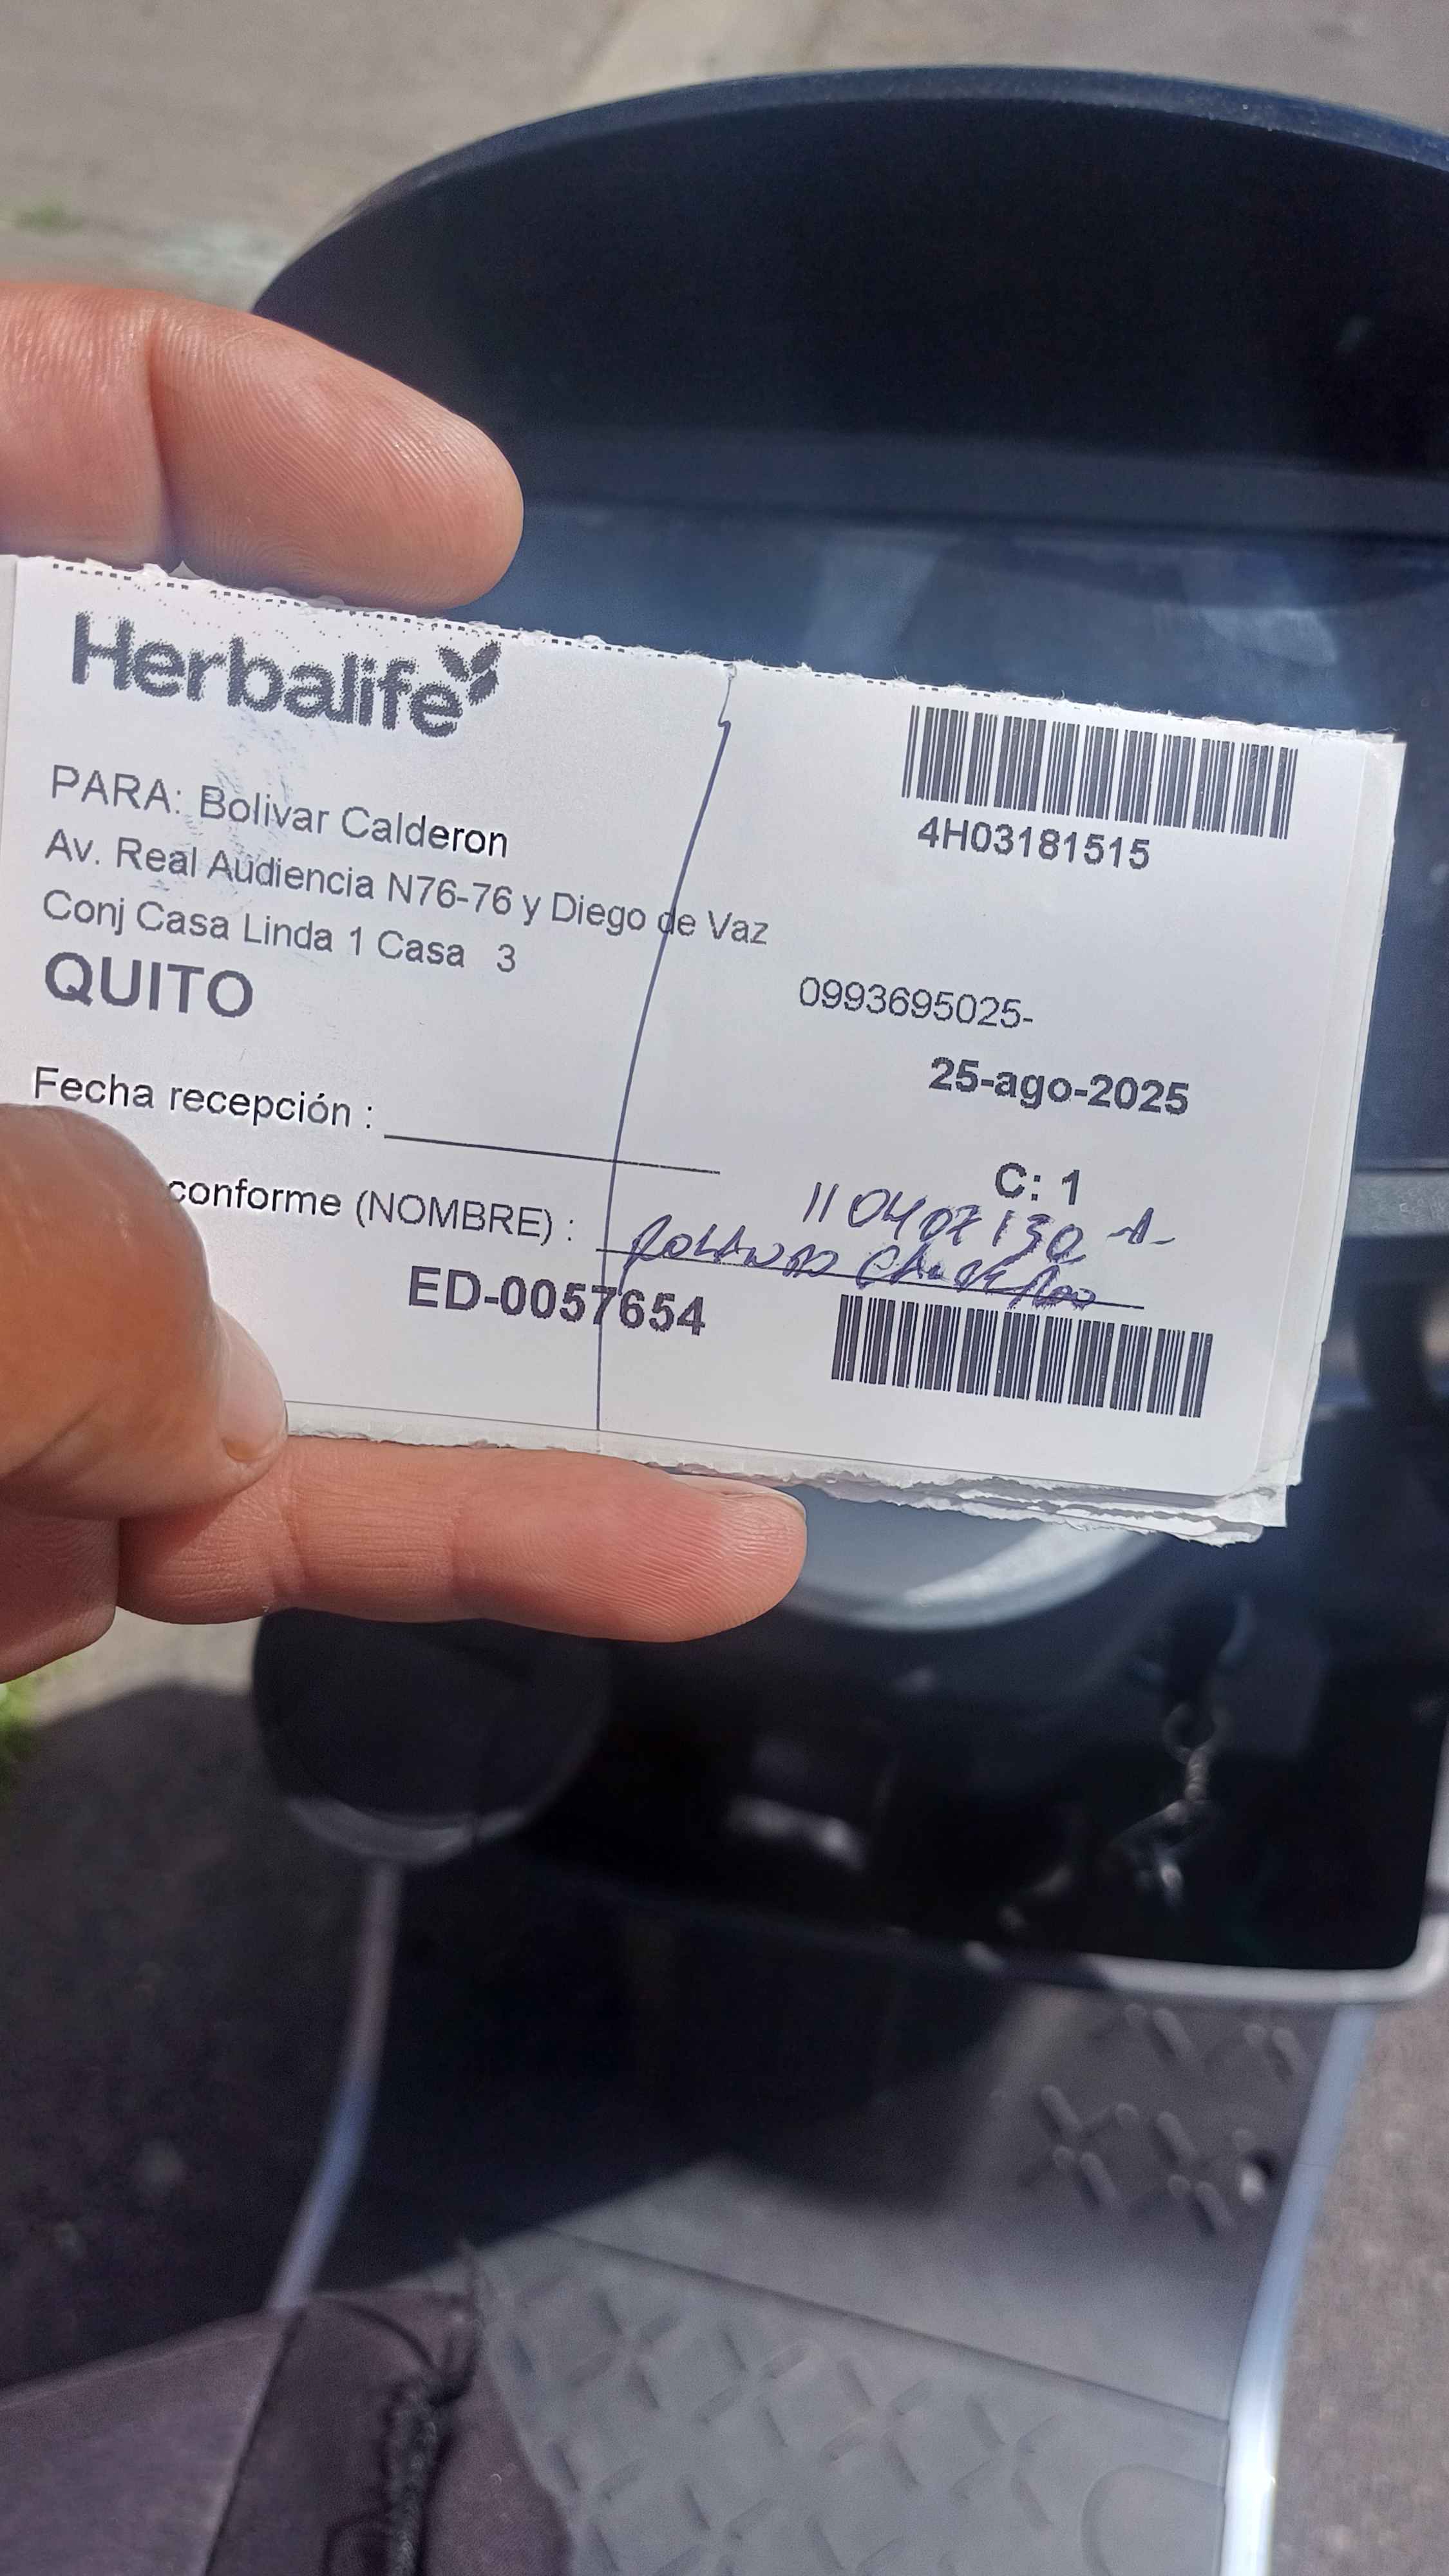 Herbalife
4H03181515
PARA: Bolivar Calderon
Av. Real Audiencia N76-76 y Diego de Vaz
Conj Casa Linda 1 Casa 3
QUITO
0993695025-
25-ago-2025
Fecha recepción :
C: 1
conforme (NOMBRE) :
ED-0057654